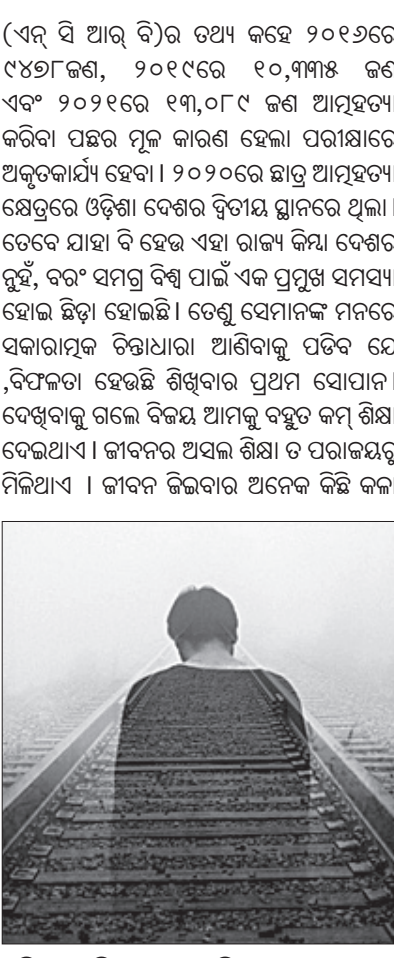 (ଏନ୍ ସି ଆର୍ ବି)ର ତଥ୍ୟ କହେ ୨୦୧୬ରେ
୯୪୭୮ଜଣ, ୨୦୧୯ରେ ୧୦,୩୩୫ ଜଣ
ଏବଂ ୨୦୨୧ରେ ୧୩,୦୮୯ ଜଣ ଆତ୍ମହତ୍ୟା
କରିବା ପଛର ମୂଳ କାରଣ ହେଲା ପରୀକ୍ଷାରେ
ଅକୃତକାର୍ଯ୍ୟ ହେବା । ୨୦୨୦ରେ ଛାତ୍ର ଆତ୍ମହତ୍ୟା
କ୍ଷେତ୍ରରେ ଓଡ଼ିଶା ଦେଶର ଦ୍ଵିତୀୟ ସ୍ଥାନରେ ଥିଲା ।
ତେବେ ଯାହା ବି ହେଉ ଏହା ରାଜ୍ୟ କିମ୍ବା ଦେଶର
ନୁହଁ, ବରଂ ସମଗ୍ର ବିଶ୍ୱ ପାଇଁ ଏକ ପ୍ରମୁଖ ସମସ୍ୟା
ହୋଇ ଛିଡ଼ା ହୋଇଛି । ତେଣୁ ସେମାନଙ୍କ ମନରେ
ସକାରାତ୍ମକ ଚିନ୍ତାଧାରା ଆଣିବାକୁ ପଡିବ ଯେ
,ବିଫଳତା ହେଉଛି ଶିଖିବାର ପ୍ରଥମ ସୋପାନ ।
ଦେଖିବାକୁ ଗଲେ ବିଜୟ ଆମକୁ ବହୁତ କମ୍ ଶିକ୍ଷା
ଦେଇଥାଏ । ଜୀବନର ଅସଲ ଶିକ୍ଷା ତ ପରାଜୟରୁ
ମିଳିଥାଏ । ଜୀବନ ଜିଇବାର ଅନେକ କିଛି କଳା